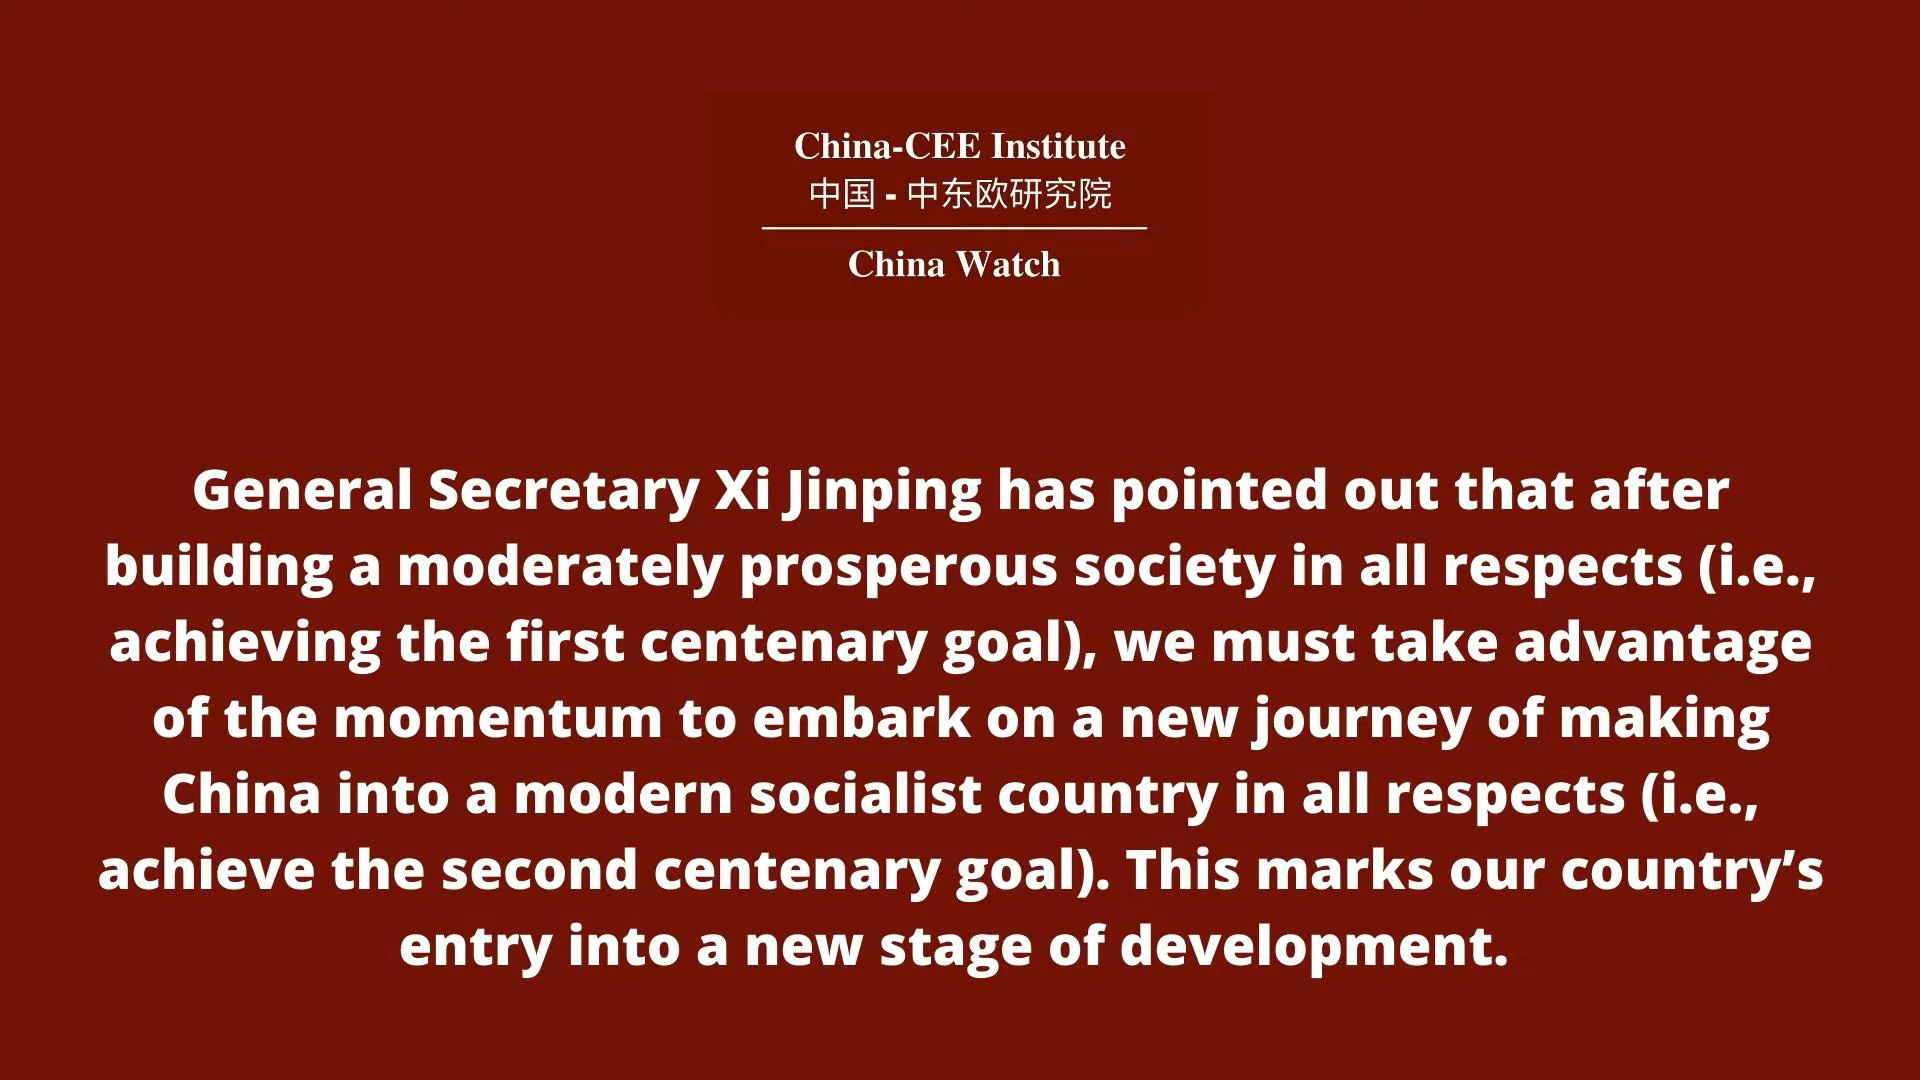 China-CEE Institute
中国 - 中东欧研究院
China Watch
General Secretary Xi Jinping has pointed out that after
building a moderately prosperous society in all respects (i.e.,
achieving the first centenary goal), we must take advantage
of the momentum to embark on a new journey of making
China into a modern socialist country in all respects (i.e.,
achieve the second centenary goal). This marks our country’s
entry into a new stage of development.